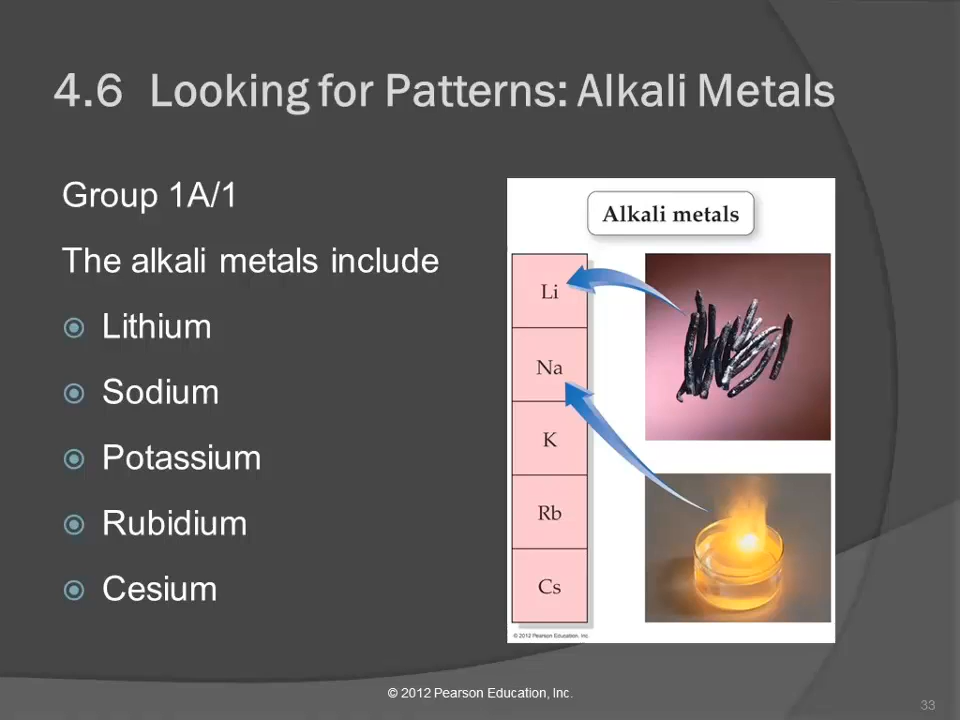 4.6 Looking for Patterns: Alkali Metals
Group 1A/1
The alkali metals include
Lithium
Sodium
Potassium
Rubidium
Cesium
Alkali metals
Li
Na
K
Rb
Cs
© 2012 Pearson Education, Inc.
© 2012 Pearson Education, Inc.
33